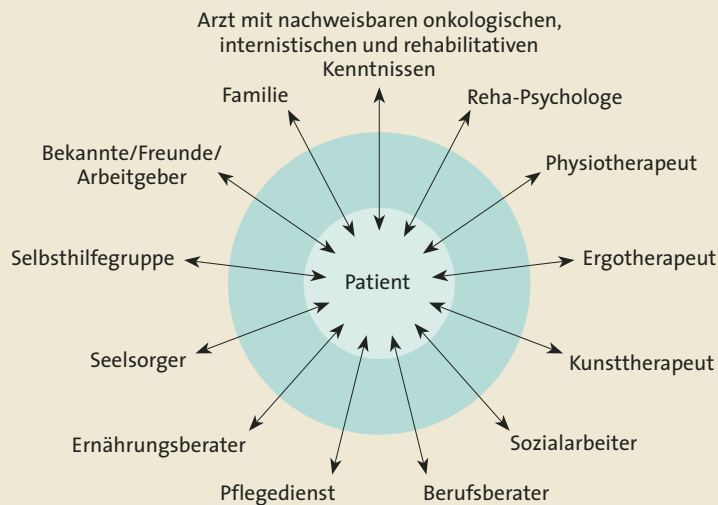 Arzt mit nachweisbaren onkologischen,
internistischen und rehabilitativen
Kenntnissen
Familie
Reha-Psychologe
Bekannte/Freunde/
Arbeitgeber
Physiotherapeut
Selbsthilfegruppe
Patient
Ergotherapeut
Seelsorger
Kunsttherapeut
Ernährungsberater
Sozialarbeiter
Pflegedienst
Berufsberater